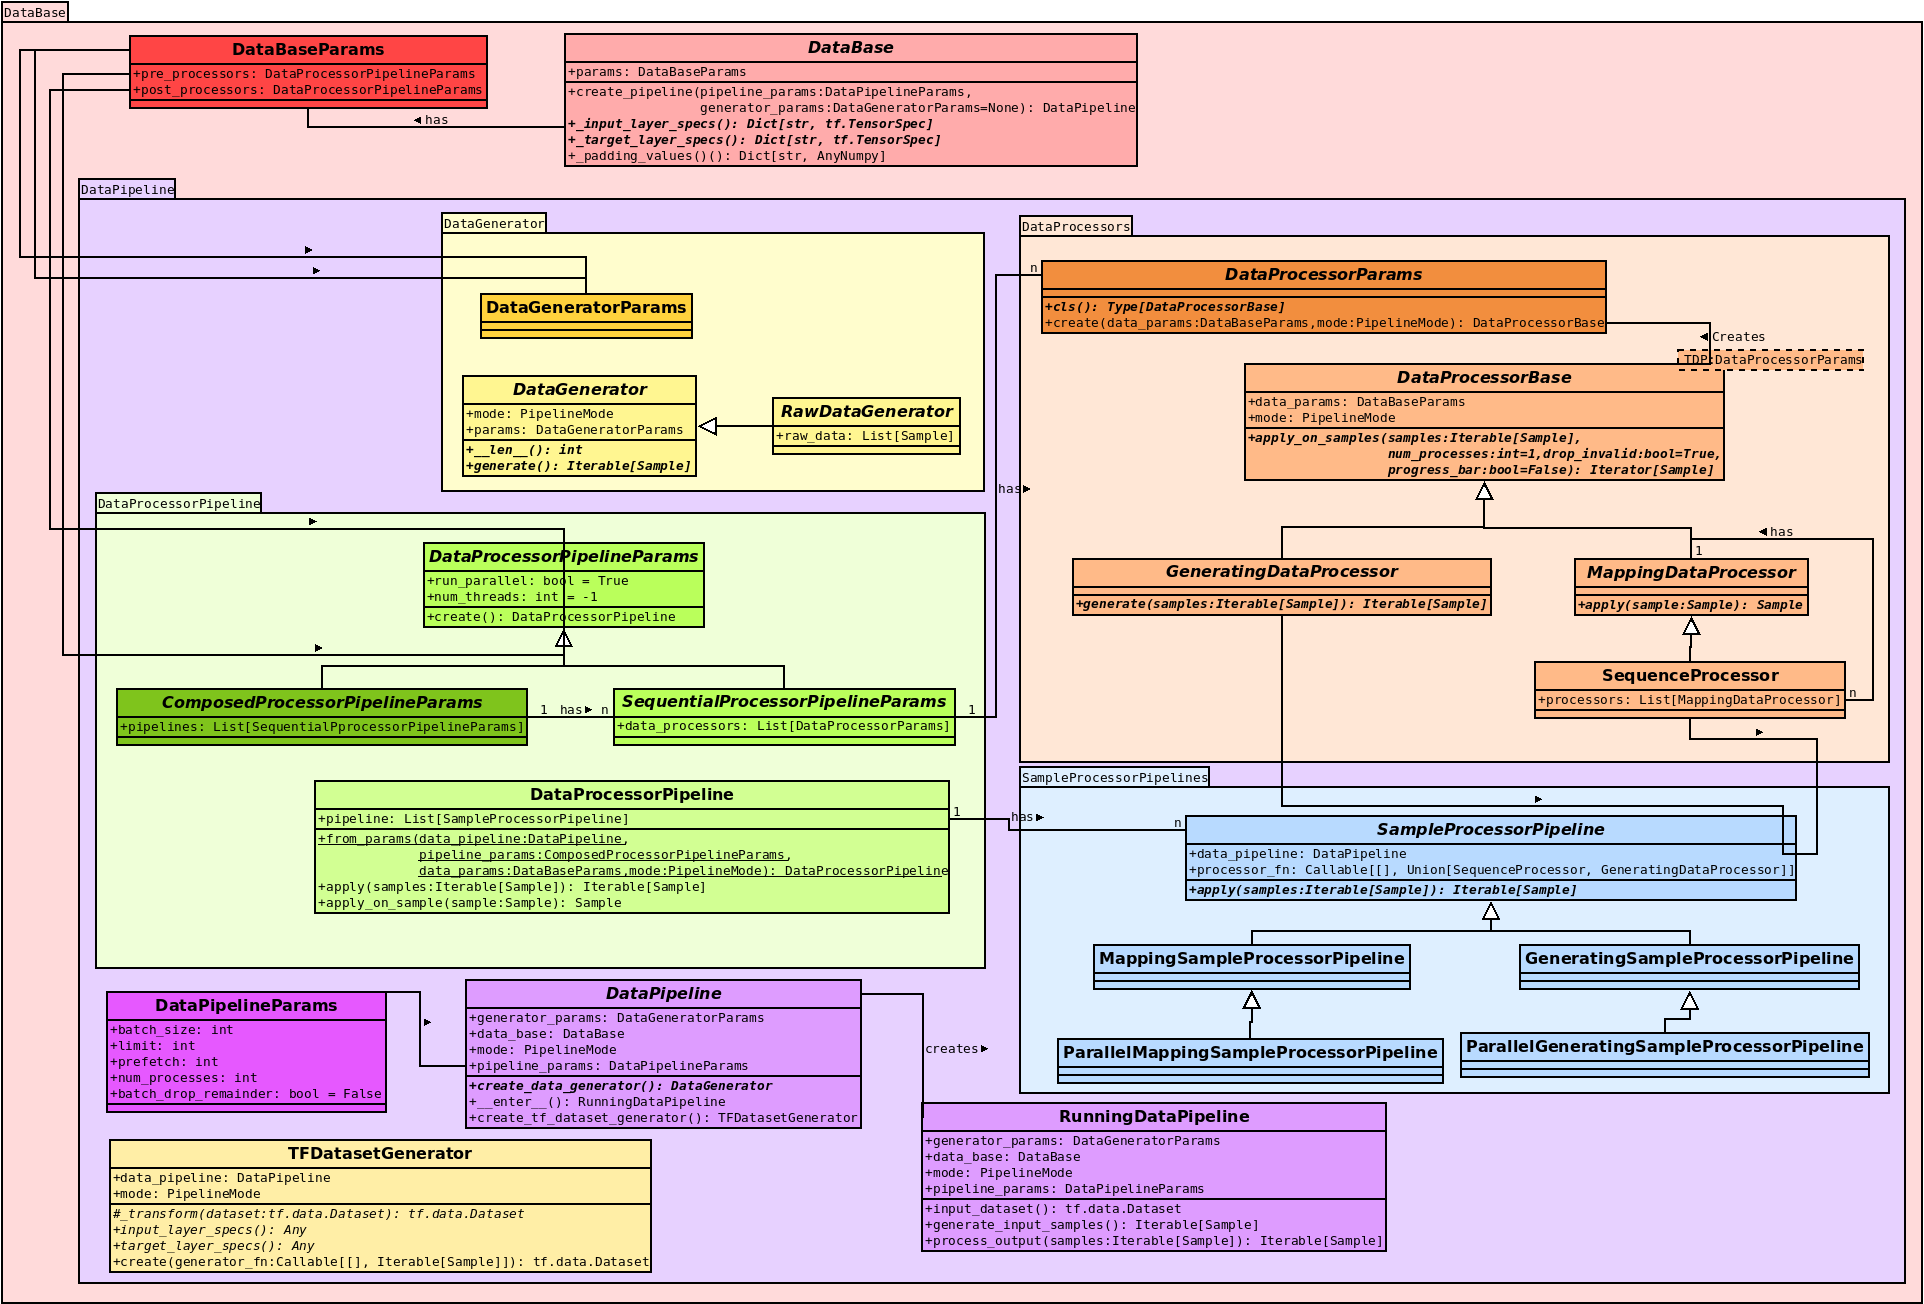 DataBase
DataBaseParams
+pre_processors: DataProcessorPipelineParams
+post_processors: DataProcessorPipelineParams
has
DataBase
+params: DataBaseParams
+create_pipeline(pipeline_params:DataPipelineParams,
generator_params:DataGeneratorParams=None): DataPipeline
+_input_layer_specs(): Dict[str, tf.TensorSpec]
+_target_layer_specs(): Dict[str, tf.TensorSpec]
+_padding_values()(): Dict[str, AnyNumpy]
DataPipeline
DataGenerator
DataGeneratorParams
DataGenerator
+mode: PipelineMode
+params: DataGeneratorParams
+__len__(): int
+generate(): Iterable[Sample]
RawDataGenerator
+raw_data: List[Sample]
DataProcessors
n
DataProcessorParams
+cls(): Type[DataProcessorBase]
+create(data_params:DataBaseParams,mode:PipelineMode): DataProcessorBase
Creates
TDP:DataProcessorParams
DataProcessorBase
+data_params: DataBaseParams
+mode: PipelineMode
+apply_on_samples(samples:Iterable[Sample],
num_processes:int=1,drop_invalid:bool=True,
progress_bar:bool=False): Iterator[Sample]
has
has
1
GeneratingDataProcessor
+generate(samples:Iterable[Sample]): Iterable[Sample]
MappingDataProcessor
+apply(sample:Sample): Sample
SequenceProcessor
+processors: List[MappingDataProcessor]
n
DataProcessorPipeline
DataProcessorPipelineParams
+run_parallel: bool = True
+num_threads: int = -1
+create(): DataProcessorPipeline
ComposedProcessorPipelineParams
+pipelines: List[SequentialPprocessorPipelineParams]
1 has n
SequentialProcessorPipelineParams
+data_processors: List[DataProcessorParams]
1
DataProcessorPipeline
+pipeline: List[SampleProcessorPipeline]
+from_params(data_pipeline:DataPipeline,
pipeline_params:ComposedProcessorPipelineParams,
data_params:DataBaseParams,mode:PipelineMode): DataProcessorPipeline
+apply(samples:Iterable[Sample]): Iterable[Sample]
+apply_on_sample(sample:Sample): Sample
1
has
n
SampleProcessorPipelines
SampleProcessorPipeline
+data_pipeline: DataPipeline
+processor_fn: Callable[[], Union[SequenceProcessor, GeneratingDataProcessor]]
+apply(samples:Iterable[Sample]): Iterable[Sample]
MappingSampleProcessorPipeline
GeneratingSampleProcessorPipeline
ParallelMappingSampleProcessorPipeline
ParallelGeneratingSampleProcessorPipeline
DataPipelineParams
+batch_size: int
+limit: int
+prefetch: int
+num_processes: int
+batch_drop_remainder: bool = False
DataPipeline
+generator_params: DataGeneratorParams
+data_base: DataBase
+mode: PipelineMode
+pipeline_params: DataPipelineParams
+create_data_generator(): DataGenerator
+__enter__(): RunningDataPipeline
+create_tf_dataset_generator(): TFDatasetGenerator
creates
RunningDataPipeline
+generator_params: DataGeneratorParams
+data_base: DataBase
+mode: PipelineMode
+pipeline_params: DataPipelineParams
+input_dataset(): tf.data.Dataset
+generate_input_samples(): Iterable[Sample]
+process_output(samples:Iterable[Sample]): Iterable[Sample]
TFDatasetGenerator
+data_pipeline: DataPipeline
+mode: PipelineMode
#_transform(dataset:tf.data.Dataset): tf.data.Dataset
+input_layer_specs(): Any
+target_layer_specs(): Any
+create(generator_fn:Callable[[], Iterable[Sample]]): tf.data.Dataset